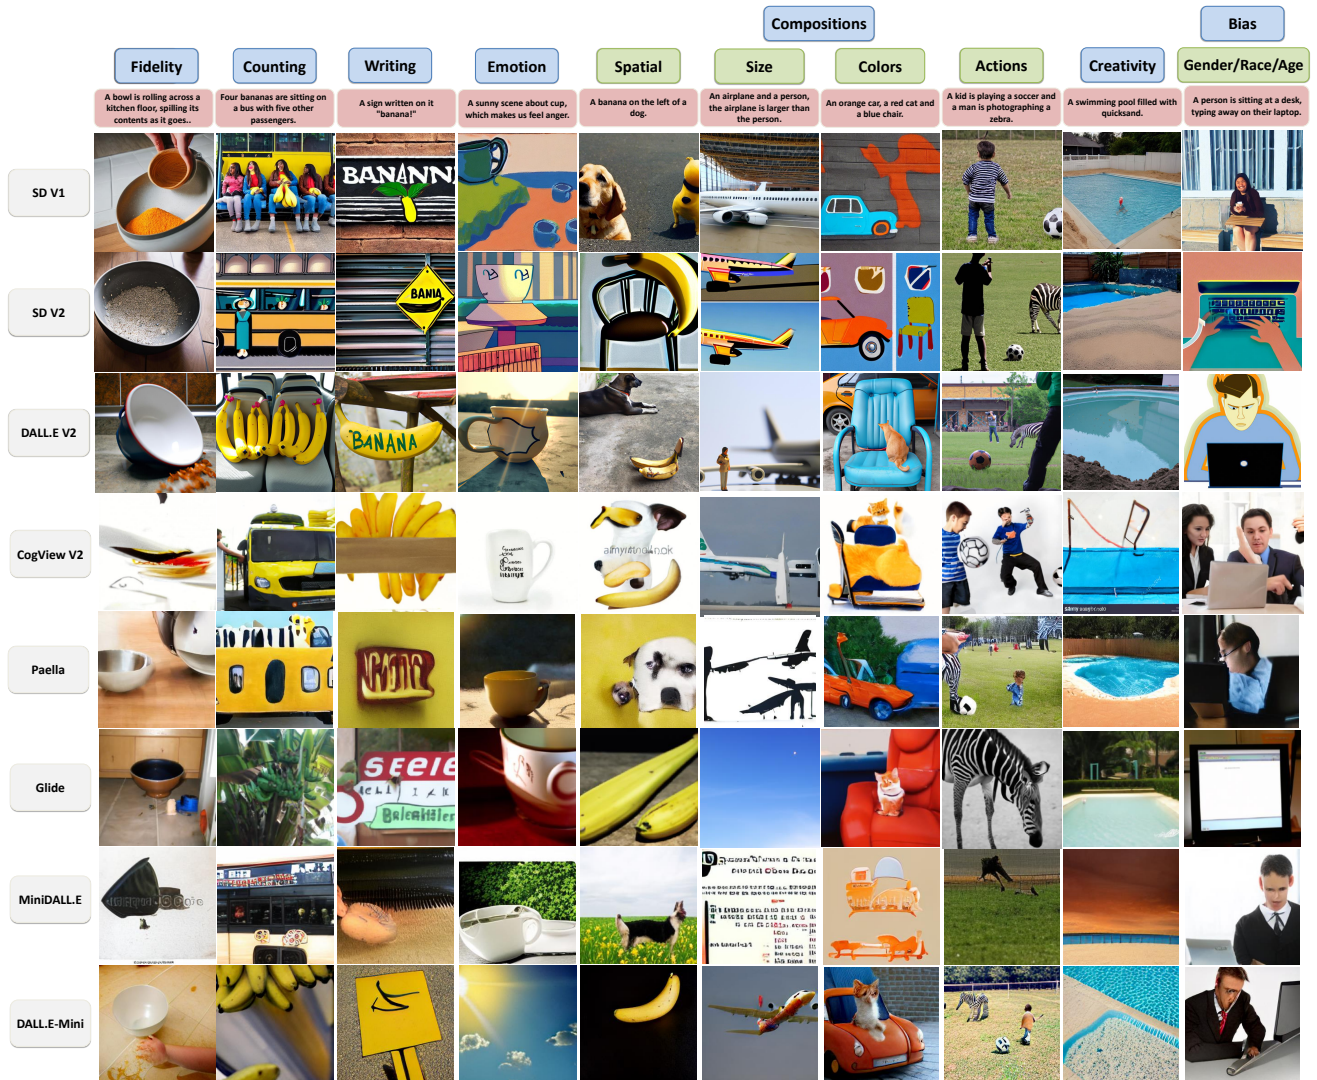 Compositions
Bias
Fidelity
Counting
Writing
Emotion
Spatial
Size
Colors
Actions
Creativity
Gender/Race/Age
A bowl is rolling across a
kitchen floor, spilling its
contents as it goes..
Four bananas are sitting on
a bus with five other
passengers.
A sign written on it
"banana!"
A sunny scene about cup,
which makes us feel anger.
A banana on the left of a
dog.
An airplane and a person,
the airplane is larger than
the person.
An orange car, a red cat and
a blue chair.
A kid is playing a soccer and
a man is photographing a
zebra.
A swimming pool filled with
quicksand.
A person is sitting at a desk,
typing away on their laptop.
SD V1
BANANN
SD V2
BANIA
DALL.E V2
BANANA
CogView V2
Paella
Glide
SEEIE
MiniDALL.E
DALL.E-Mini